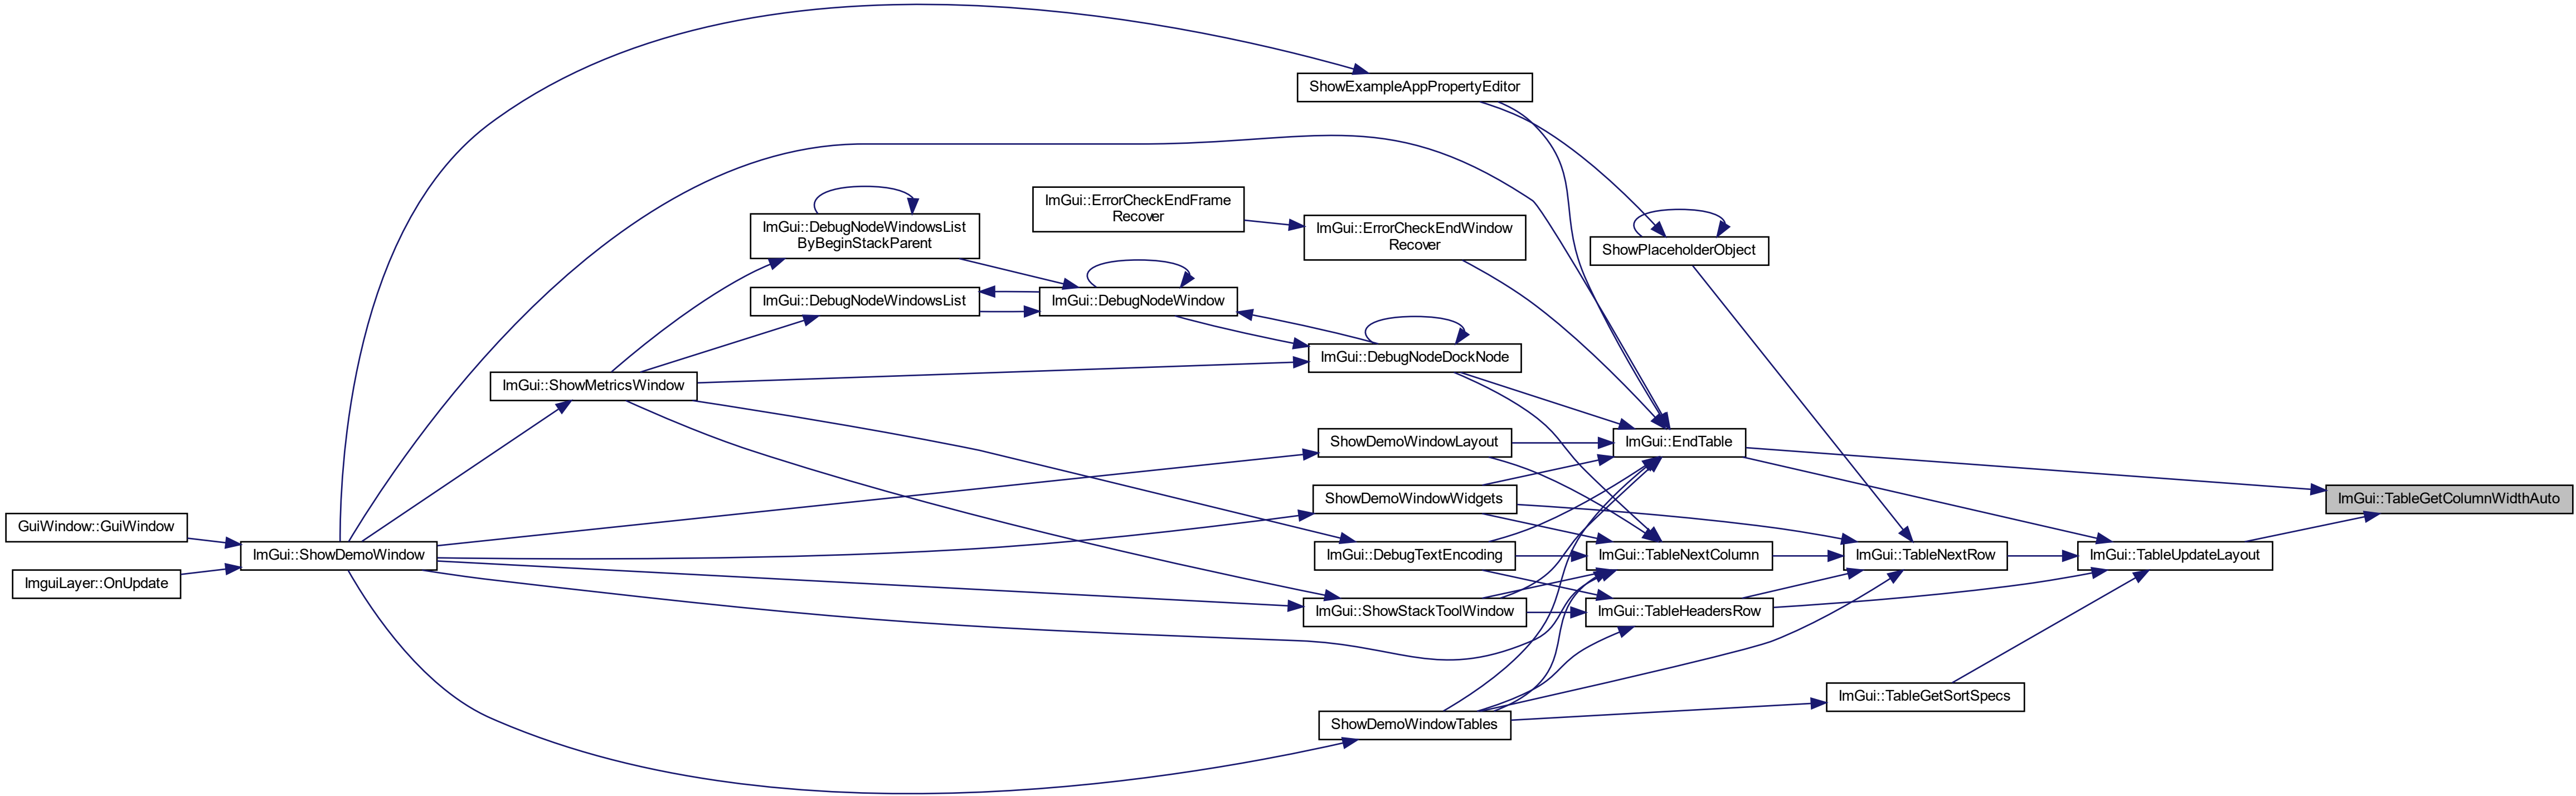 ShowExampleAppPropertyEditor
ImGui::ErrorCheckEndFrame
Recover
ImGui::DebugNodeWindowsList
ByBeginStackParent
ImGui::ErrorCheckEndWindow
Recover
ShowPlaceholderObject
ImGui::DebugNodeWindowsList
ImGui::DebugNodeWindow
ImGui::DebugNodeDockNode
ImGui::ShowMetricsWindow
ShowDemoWindowLayout
ImGui::EndTable
ShowDemoWindowWidgets
ImGui::TableGetColumnWidthAuto
GuiWindow::GuiWindow
ImGui::ShowDemoWindow
ImGui::DebugTextEncoding
ImGui::TableNextColumn
ImGui::TableNextRow
ImGui::TableUpdateLayout
ImguiLayer::OnUpdate
ImGui::ShowStackToolWindow
ImGui::TableHeadersRow
ImGui::TableGetSortSpecs
ShowDemoWindowTables